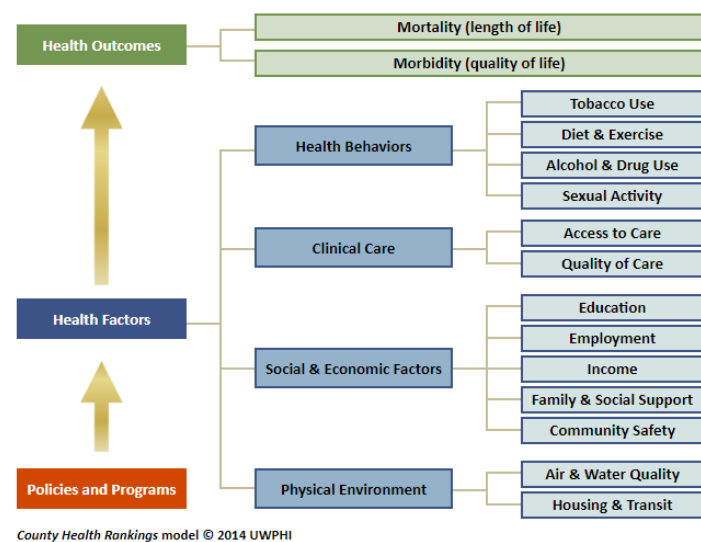 Health Outcomes
Mortality (length of life)
Morbidity (quality of life)
Health Behaviors
Tobacco Use
Diet & Exercise
Alcohol & Drug Use
Sexual Activity
Clinical Care
Access to Care
Quality of Care
Health Factors
Social & Economic Factors
Education
Employment
Income
Family & Social Support
Community Safety
Policies and Programs
Physical Environment
Air & Water Quality
Housing & Transit
County Health Rankings model © 2014 UWPHI